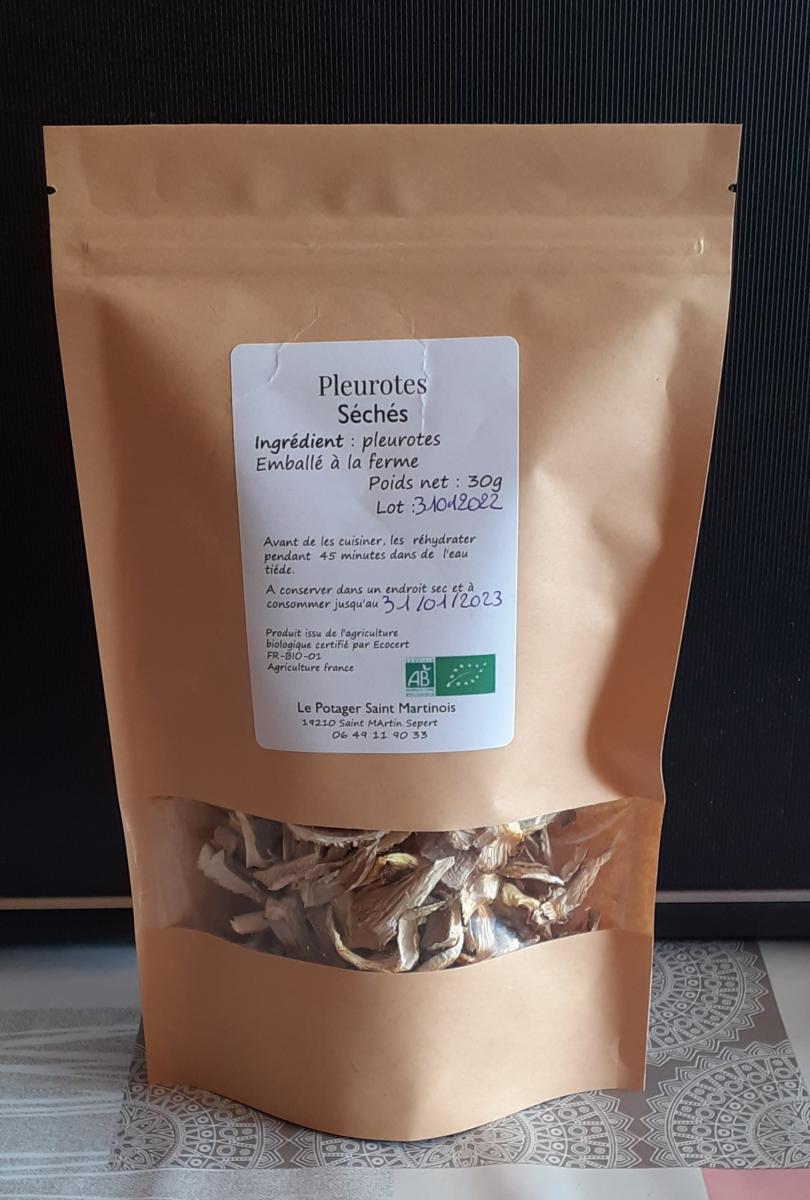 Pleurotes
Séchés
Ingrédient : pleurotes
Emballé à la ferme
Poids net : 30g
Lot :31012022
Avant de les cuisiner, les réhydrater
pendant 45 minutes dans de l'eau
tiéde.
A conserver dans un endroit sec et à
consommer jusqu'au 31/01/2023
Produit issu de l'agriculture
biologique certifié par Ecocert
FR-BIO-01
Agriculture france
AB
Le Potager Saint Martinois
19210 Saint MArtin Sepert
06 49 11 90 33